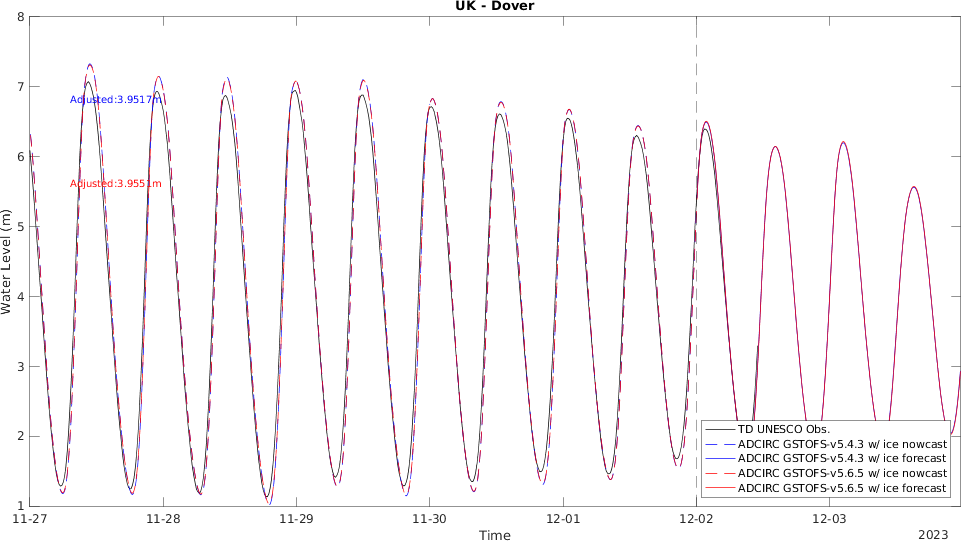 UK - Dover
8
7
6
5
4
3
2
1
Water Level (m)
Adjusted:3.9517m
Adjusted:3.9551m
TD UNESCO Obs.
ADCIRC GSTOFS-v5.4.3 w/ ice nowcast
ADCIRC GSTOFS-v5.4.3 w/ ice forecast
ADCIRC GSTOFS-v5.6.5 w/ ice nowcast
ADCIRC GSTOFS-v5.6.5 w/ ice forecast
11-27 11-28 11-29 11-30 12-01 12-02 12-03
Time
2023